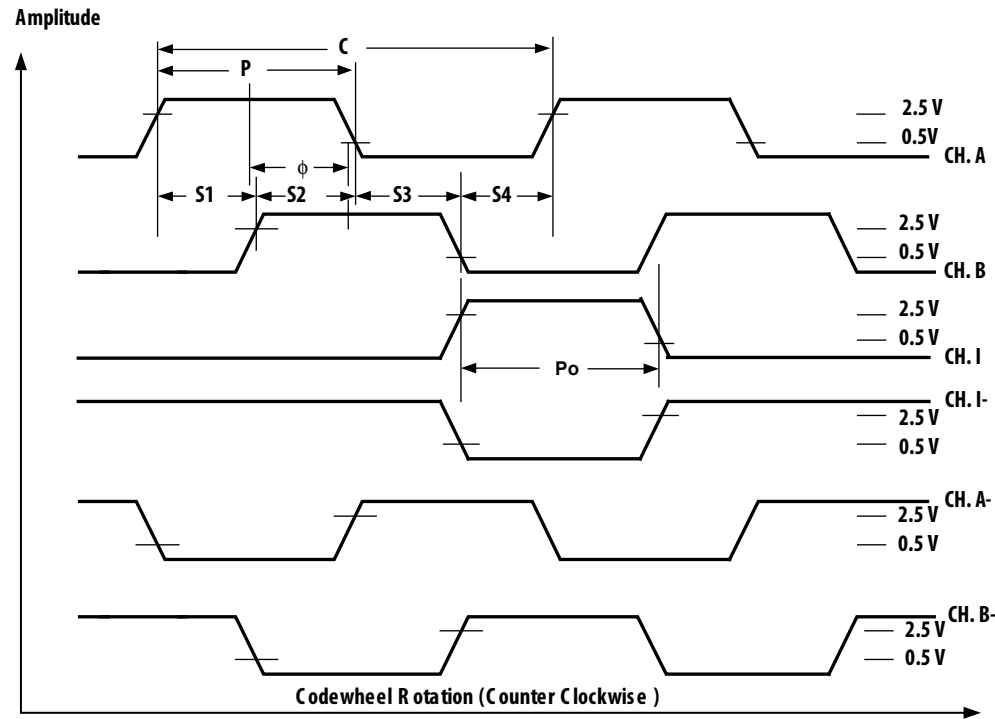 Amplitude
C
P
2.5 V
0.5V
CH. A
ϕ
S1 S2 S3 S4
2.5 V
0.5 V
CH. B
2.5 V
0.5 V
CH. I
Po
CH. I-
2.5 V
0.5 V
CH. A-
2.5 V
0.5 V
CH. B-
2.5 V
0.5 V
Codewheel Rotation (Counter Clockwise )